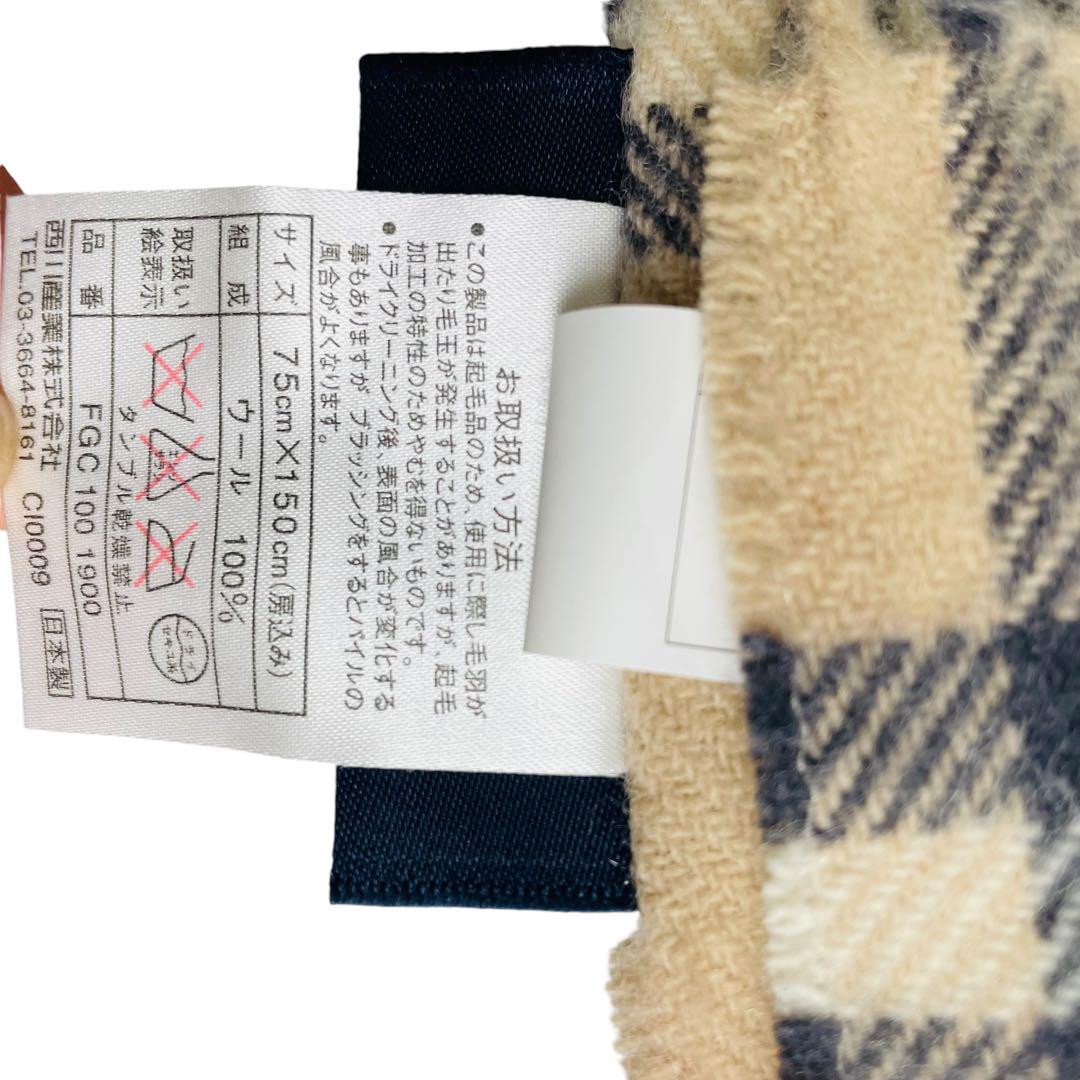 お取扱い方法
●この製品は起毛品のため、使用に際し毛羽が
出たり毛玉が発生することがありますが、起毛
加工の特性のためやむを得ないものです。
●ドライクリーニング後、表面の風合が変化する
事もありますが ブラッシングをするとパイルの
風合がよくなります。
サイズ 75cm×150cm(房込み)
組成 ウール 100%
取扱い
絵表示
ドライ
タンブル乾燥禁止
品番 FGC 100 1900
西川産業株式会社
TEL.03-3664-8161 CI0009 日本製